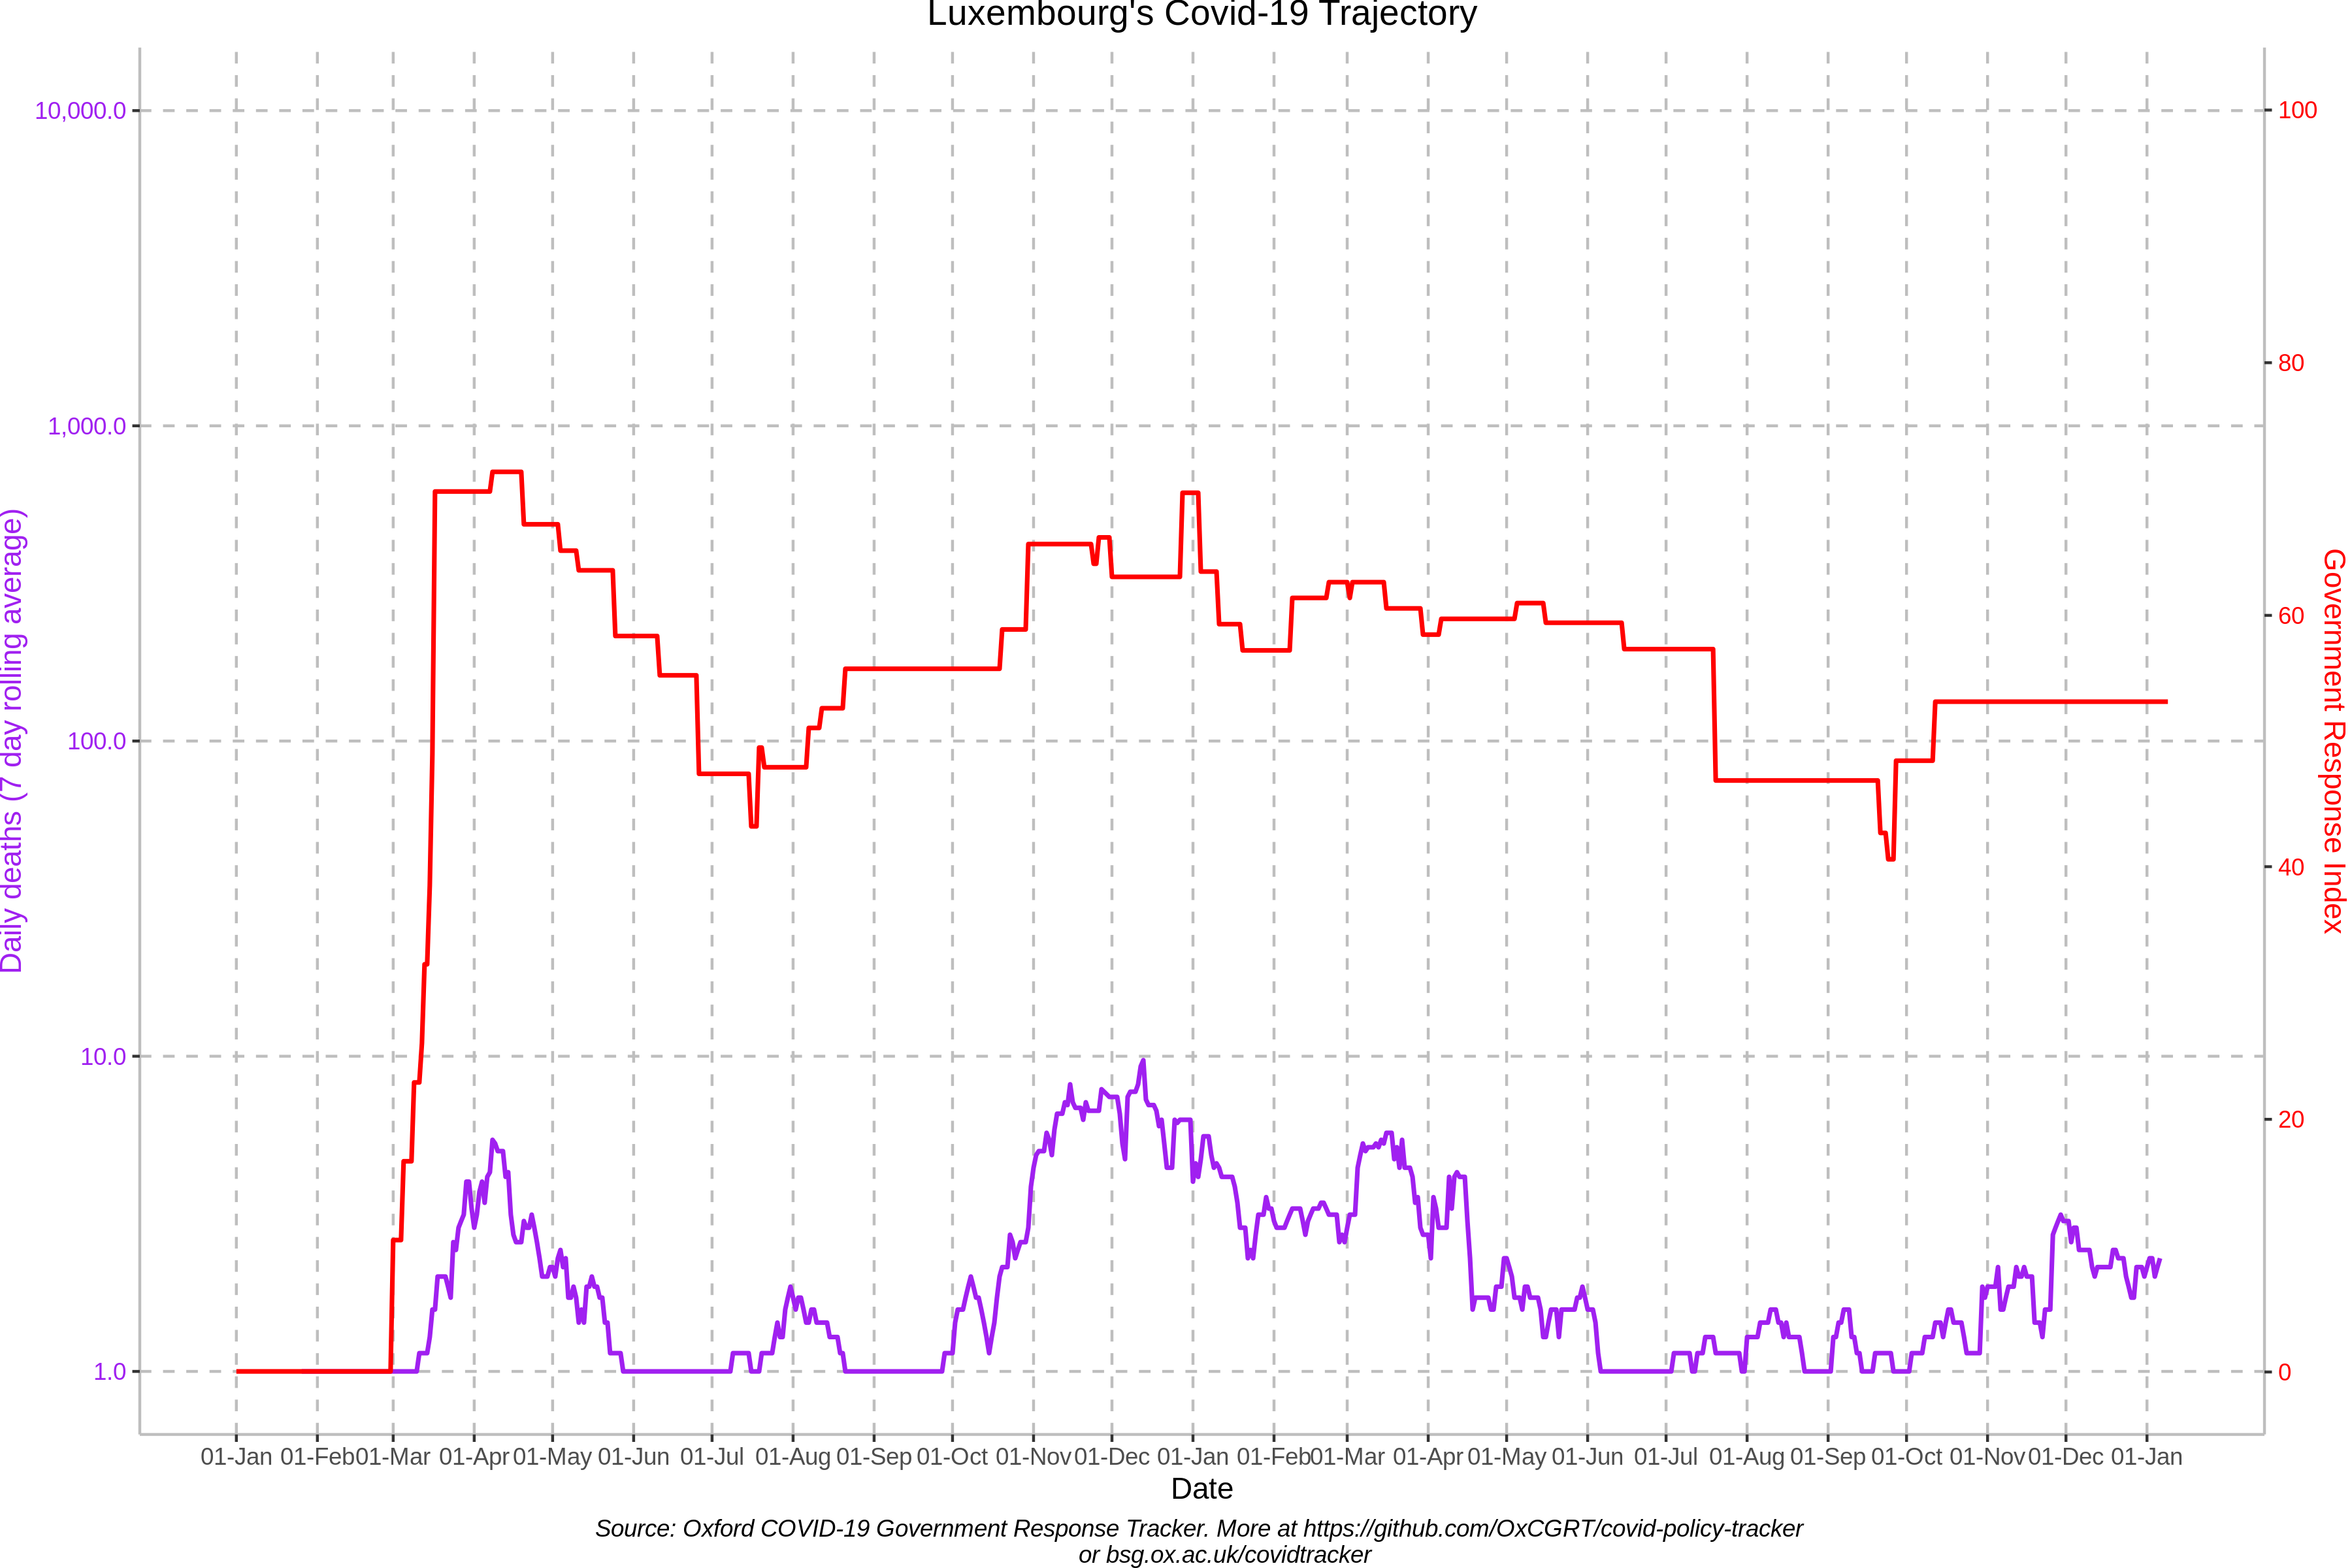 Luxembourg's Covid-19 Trajectory
10,000.0
1,000.0
100.0
10.0
1.0
Daily deaths (7 day rolling average)
100
80
60
40
20
0
Government Response Index
01-Jan 01-Feb 01-Mar 01-Apr 01-May 01-Jun 01-Jul 01-Aug 01-Sep 01-Oct 01-Nov 01-Dec 01-Jan 01-Feb 01-Mar 01-Apr 01-May 01-Jun 01-Jul 01-Aug 01-Sep 01-Oct 01-Nov 01-Dec 01-Jan
Date
Source: Oxford COVID-19 Government Response Tracker. More at https://github.com/OxCGRT/covid-policy-tracker
or bsg.ox.ac.uk/covidtracker